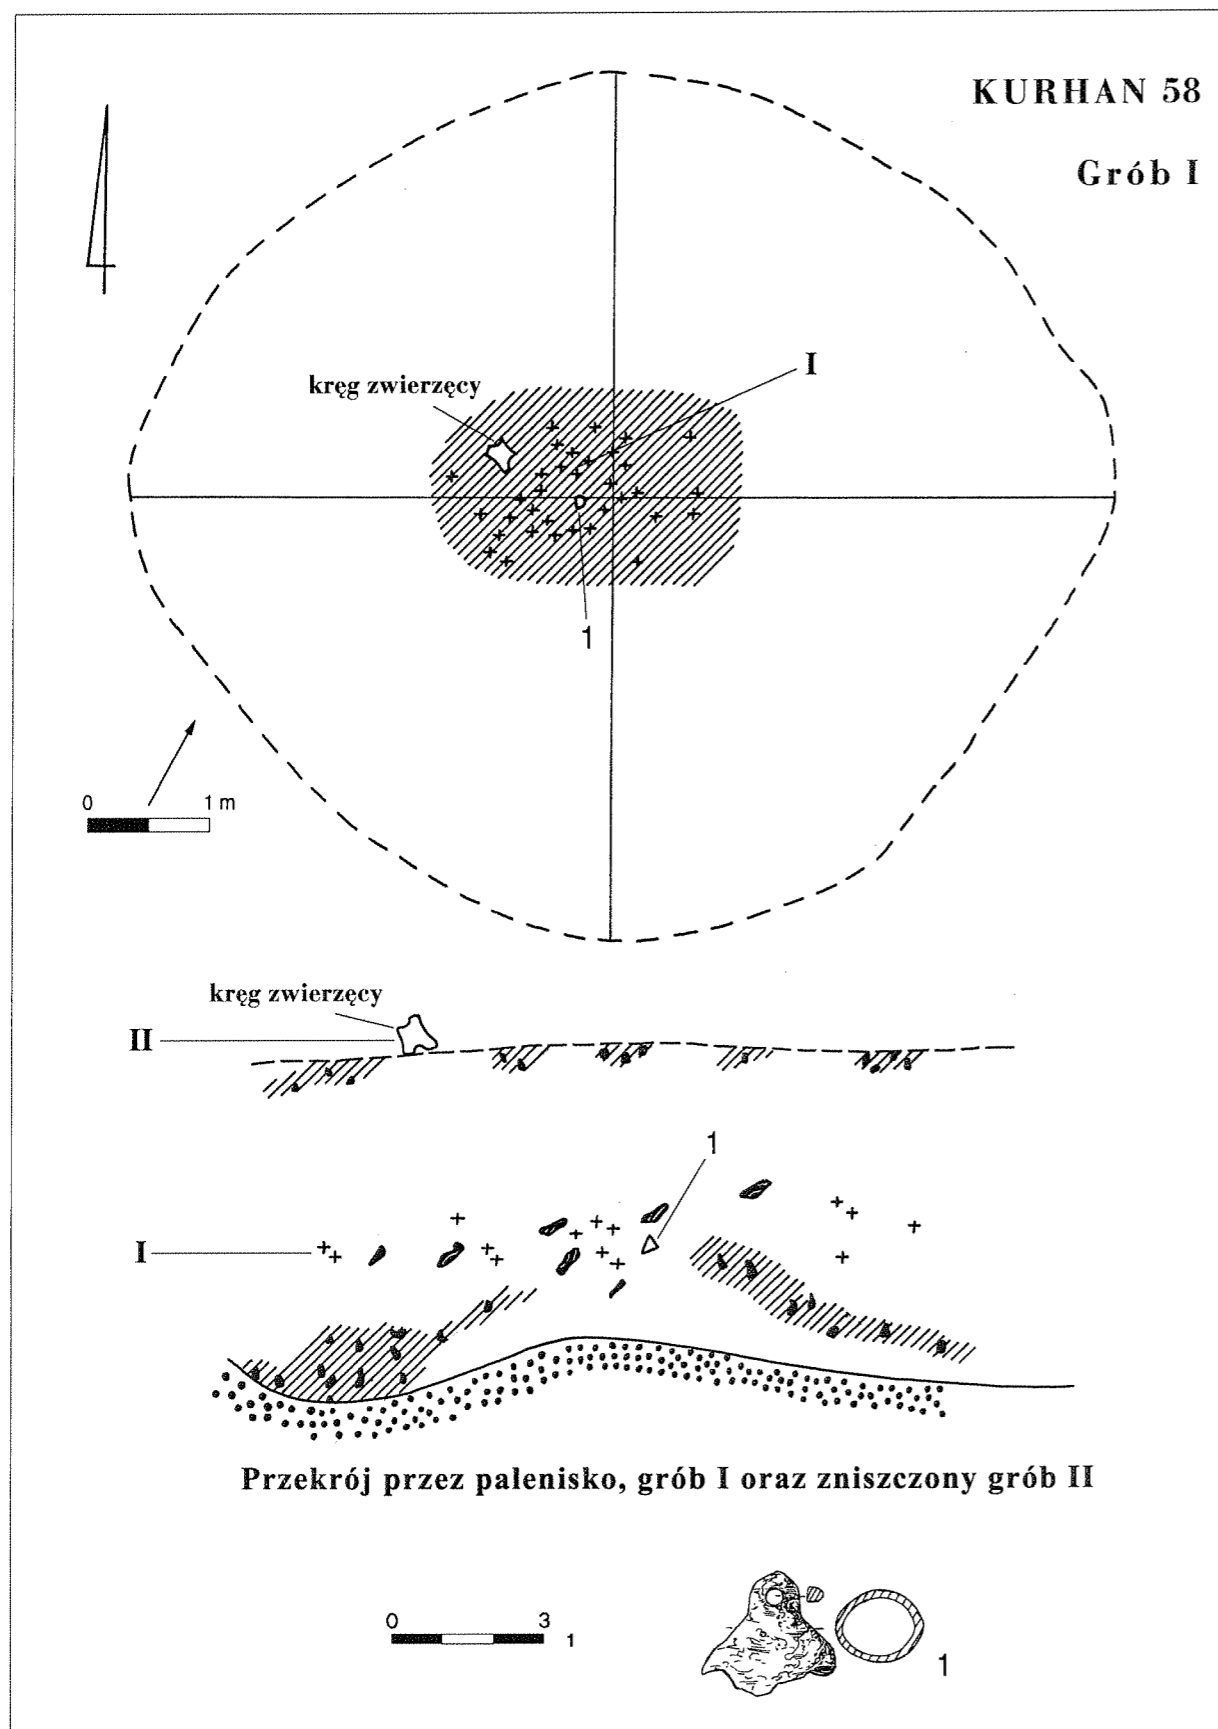 KURHAN 58
Grób I
kręg zwierzęcy
I
1
0 1 m
kręg zwierzęcy
II
1
I
Przekrój przez palenisko, grób I oraz zniszczony grób II
0 3
1
1